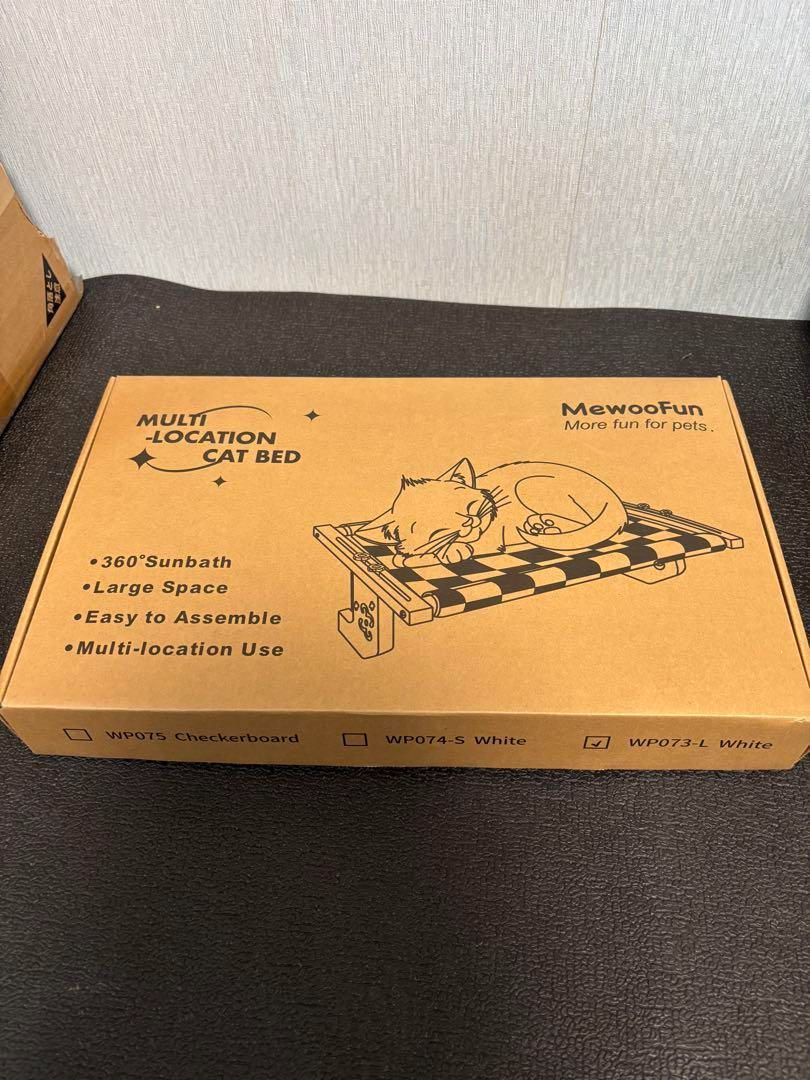 MULTI
-LOCATION
CAT BED
MewooFun
More fun for pets.
•360°Sunbath
•Large Space
•Easy to Assemble
•Multi-location Use
WP075 Checkerboard
WP074-S White
WP073-L White